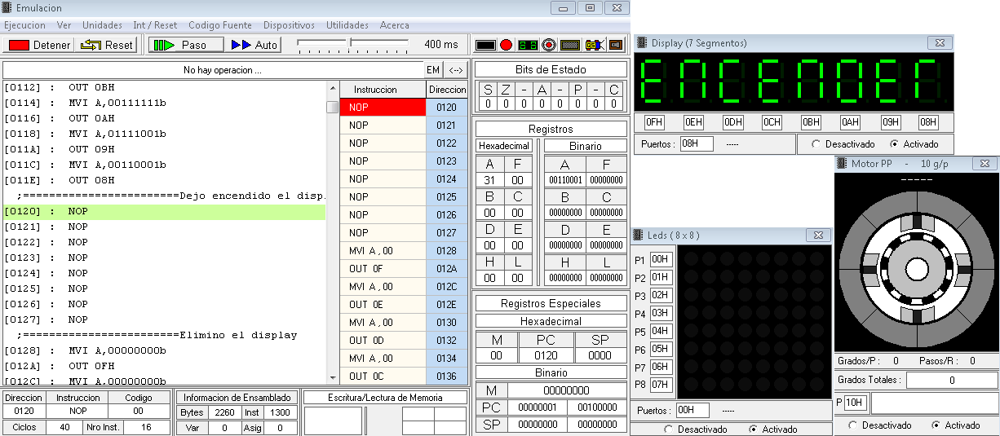 Emulacion
Ejecucion Ver Unidades Int / Reset Codigo Fuente Dispositivos Utilidades Acerca
Detener Reset Paso Auto 400 ms
No hay operacion ... EM <-->
[0112] : OUT 0BH
[0114] : MVI A,00111111b
[0116] : OUT 0AH
[0118] : MVI A,01111001b
[011A] : OUT 09H
[011C] : MVI A,00110001b
[011E] : OUT 08H
;========================Dejo encendido el disp.
[0120] : NOP
[0121] : NOP
[0122] : NOP
[0123] : NOP
[0124] : NOP
[0125] : NOP
[0126] : NOP
[0127] : NOP
;========================Elimino el display
[0128] : MVI A,00000000b
[012A] : OUT 0FH
[012C] : MVI A,00000000b
Instruccion Direccion
NOP 0120
NOP 0121
NOP 0122
NOP 0123
NOP 0124
NOP 0125
NOP 0126
NOP 0127
MVI A,00 0128
OUT 0F 012A
MVI A,00 012C
OUT 0E 012E
MVI A,00 0130
OUT 0D 0132
MVI A,00 0134
OUT 0C 0136
Direccion Instruccion Codigo
0120 NOP 00
Ciclos 40 Nro Inst. 16
Informacion de Ensamblado
Bytes 2260 Inst 1300
Var 0 Asig 0
Escritura/Lectura de Memoria
Bits de Estado
S Z - A - P - C
0 0 0 0 0 0 0 0
Registros
Hexadecimal Binario
A F A F
31 00 00110001 00000000
B C B C
00 00 00000000 00000000
D E D E
00 00 00000000 00000000
H L H L
00 00 00000000 00000000
Registros Especiales
Hexadecimal
M PC SP
00 0120 0000
Binario
M 00000000
PC 00000001 00100000
SP 00000000 00000000
Display (7 Segmentos)
ENCENDER
0FH 0EH 0DH 0CH 0BH 0AH 09H 08H
Puertos : 08H ----- Desactivado Activado
Leds ( 8 x 8 )
P1 00H
P2 01H
P3 02H
P4 03H
P5 04H
P6 05H
P7 06H
P8 07H
Puertos : 00H -----
Desactivado Activado
Motor PP - 10 g/p
-----
Grados/P : 0 Pasos/R : 0
Grados Totales : 0
P 10H
Desactivado Activado